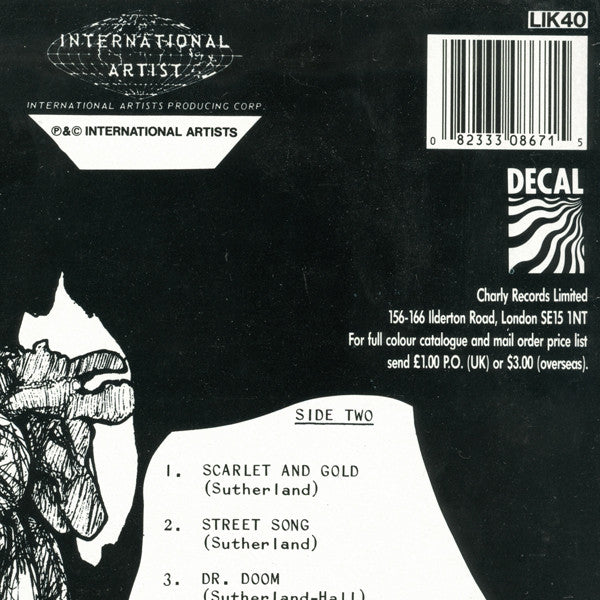 INTERNATIONAL
ARTIST
INTERNATIONAL ARTISTS PRODUCING CORP.
℗&© INTERNATIONAL ARTISTS
LIK40
0 82333 08671 5
DECAL
Charly Records Limited
156-166 Ilderton Road, London SE15 1NT
For full colour catalogue and mail order price list
send £1.00 P.O. (UK) or $3.00 (overseas).
SIDE TWO
1. SCARLET AND GOLD
(Sutherland)
2. STREET SONG
(Sutherland)
3. DR. DOOM
(Sutherland-Hall)